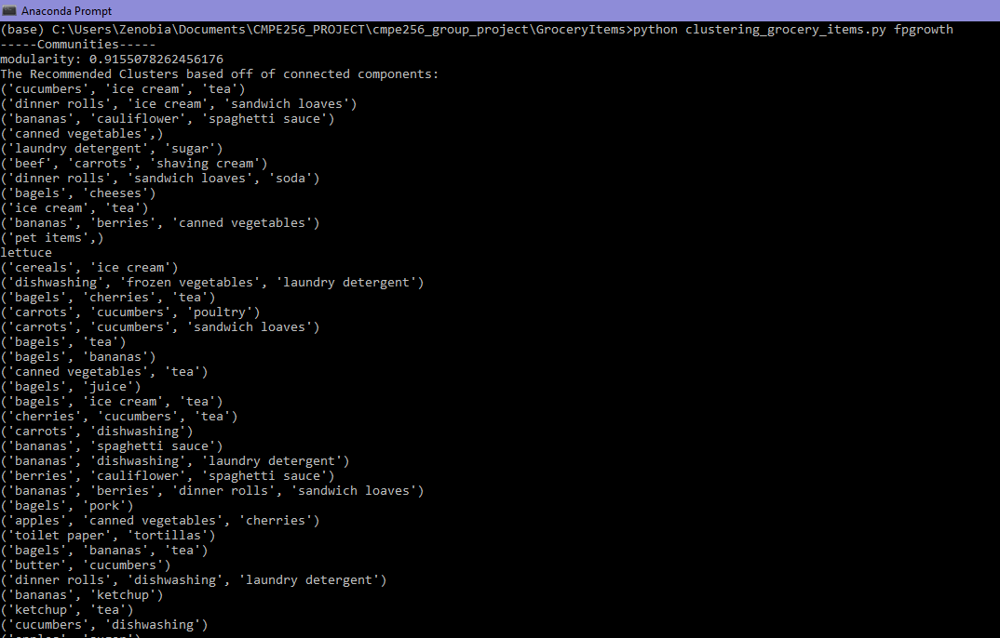 Anaconda Prompt
(base) C:\Users\Zenobia\Documents\CMPE256_PROJECT\cmpe256_group_project\GroceryItems>python clustering_grocery_items.py fpgrowth
-----Communities-----
modularity: 0.9155078262456176
The Recommended Clusters based off of connected components:
('cucumbers', 'ice cream', 'tea')
('dinner rolls', 'ice cream', 'sandwich loaves')
('bananas', 'cauliflower', 'spaghetti sauce')
('canned vegetables',)
('laundry detergent', 'sugar')
('beef', 'carrots', 'shaving cream')
('dinner rolls', 'sandwich loaves', 'soda')
('bagels', 'cheeses')
('ice cream', 'tea')
('bananas', 'berries', 'canned vegetables')
('pet items',)
lettuce
('cereals', 'ice cream')
('dishwashing', 'frozen vegetables', 'laundry detergent')
('bagels', 'cherries', 'tea')
('carrots', 'cucumbers', 'poultry')
('carrots', 'cucumbers', 'sandwich loaves')
('bagels', 'tea')
('bagels', 'bananas')
('canned vegetables', 'tea')
('bagels', 'juice')
('bagels', 'ice cream', 'tea')
('cherries', 'cucumbers', 'tea')
('carrots', 'dishwashing')
('bananas', 'spaghetti sauce')
('bananas', 'dishwashing', 'laundry detergent')
('berries', 'cauliflower', 'spaghetti sauce')
('bananas', 'berries', 'dinner rolls', 'sandwich loaves')
('bagels', 'pork')
('apples', 'canned vegetables', 'cherries')
('toilet paper', 'tortillas')
('bagels', 'bananas', 'tea')
('butter', 'cucumbers')
('dinner rolls', 'dishwashing', 'laundry detergent')
('bananas', 'ketchup')
('ketchup', 'tea')
('cucumbers', 'dishwashing')